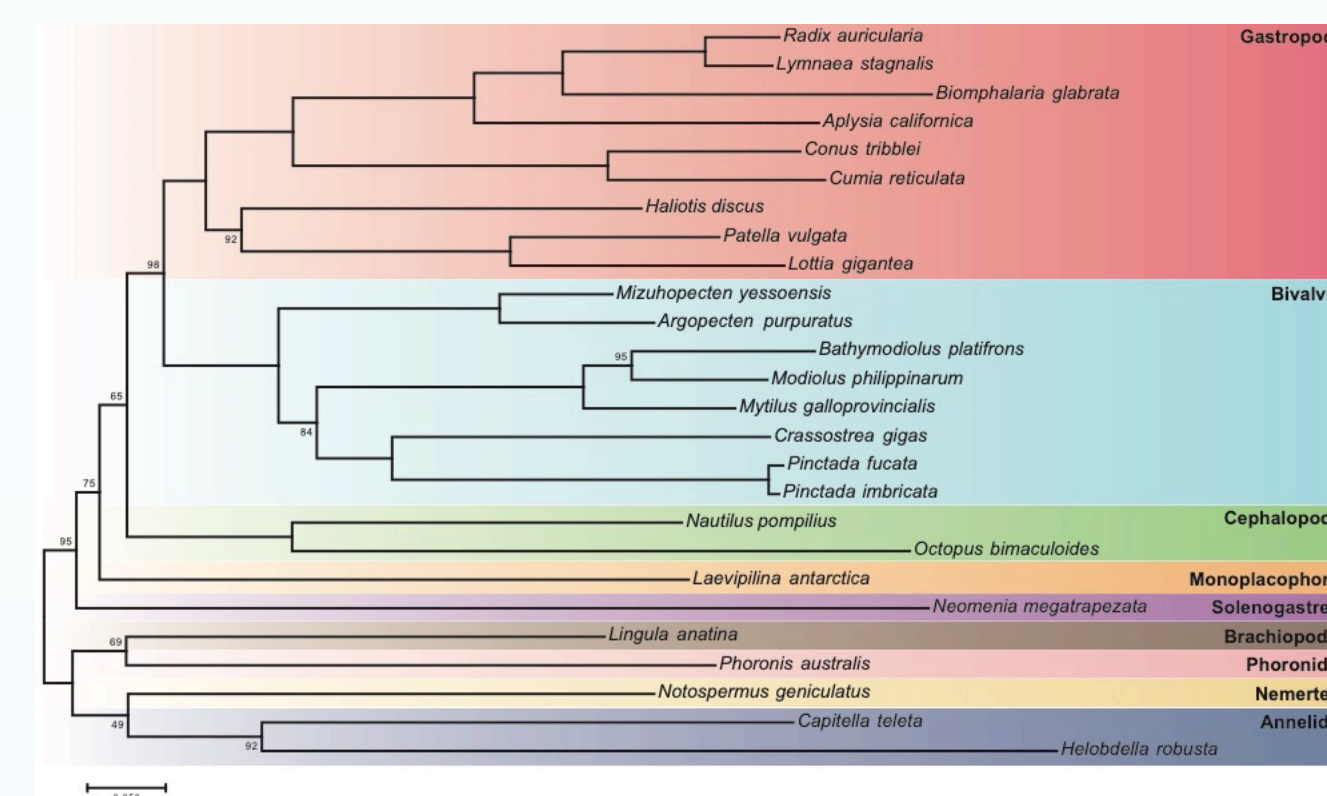 Radix auricularia
Gastropod
Lymnaea stagnalis
Biomphalaria glabrata
Aplysia californica
Conus tribblei
Cumia reticulata
Haliotis discus
92
Patella vulgata
98
Lottia gigantea
Mizuhopecten yessoensis
Bivalv
Argopecten purpuratus
95
Bathymodiolus platifrons
Modiolus philippinarum
65
Mytilus galloprovincialis
84
Crassostrea gigas
Pinctada fucata
75
Pinctada imbricata
Nautilus pompilius
Cephalopod
95
Octopus bimaculoides
Laevipilina antarctica
Monoplacophor
Neomenia megatrapezata
Solenogastre
69
Lingula anatina
Brachiopod
Phoronis australis
Phoronid
Notospermus geniculatus
Nemerte
49
Capitella teleta
Annelid
92
Helobdella robusta